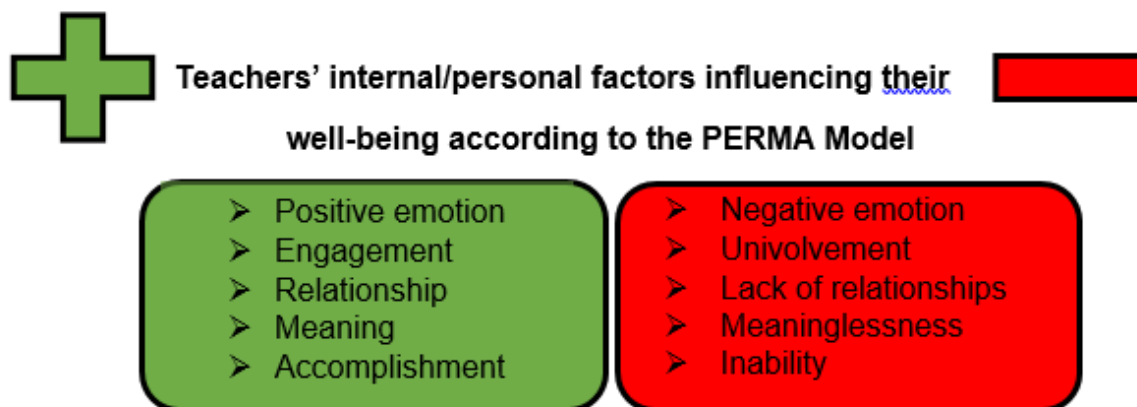 Teachers’ internal/personal factors influencing their
well-being according to the PERMA Model
➢ Positive emotion
➢ Engagement
➢ Relationship
➢ Meaning
➢ Accomplishment
➢ Negative emotion
➢ Univolvement
➢ Lack of relationships
➢ Meaninglessness
➢ Inability